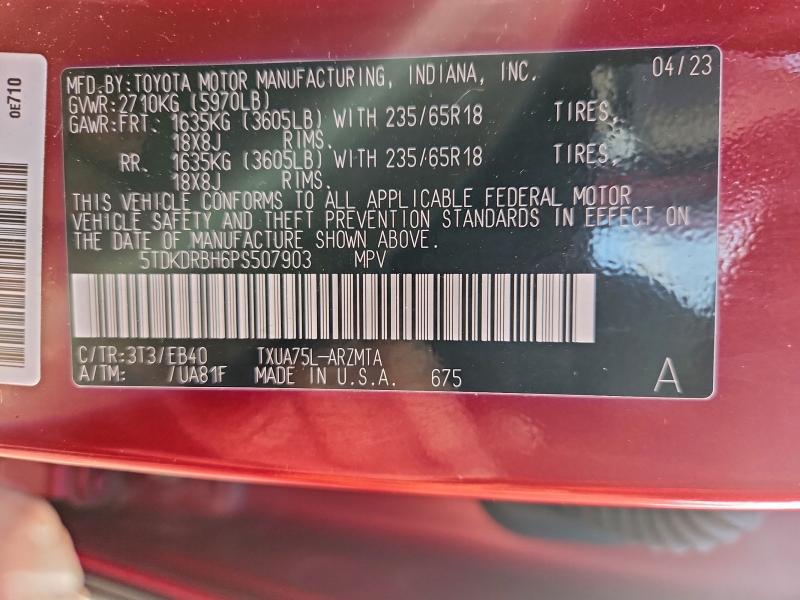 0E710
MFD.BY:TOYOTA MOTOR MANUFACTURING, INDIANA, INC. 04/23
GVWR:2710KG (5970LB)
GAWR:FRT. 1635KG (3605LB) WITH 235/65R18 TIRES,
18X8J RIMS.
RR. 1635KG (3605LB) WITH 235/65R18 TIRES,
18X8J RIMS.
THIS VEHICLE CONFORMS TO ALL APPLICABLE FEDERAL MOTOR
VEHICLE SAFETY AND THEFT PREVENTION STANDARDS IN EFFECT ON
THE DATE OF MANUFACTURE SHOWN ABOVE.
5TDKDRBH6PS507903 MPV
C/TR:3T3/EB40 TXUA75L-ARZMTA
A/TM: /UA81F MADE IN U.S.A. 675 A